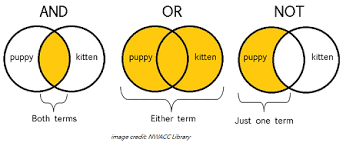 AND OR NOT
puppy kitten puppy kitten puppy kitten
Both terms Either term Just one term
image credit: NWACC Library